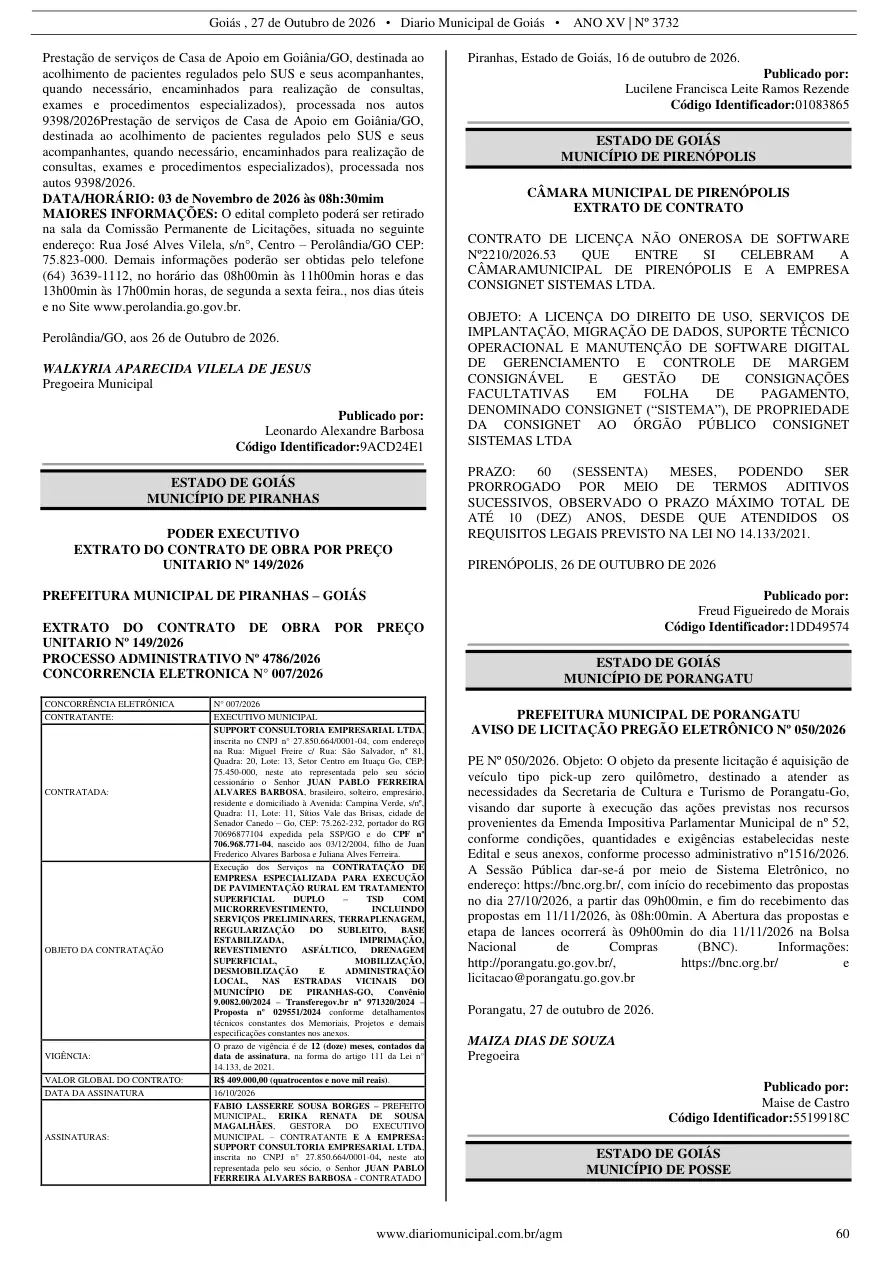 Goiás , 27 de Outubro de 2026 • Diario Municipal de Goiás • ANO XV | Nº 3732
Prestação de serviços de Casa de Apoio em Goiânia/GO, destinada ao
acolhimento de pacientes regulados pelo SUS e seus acompanhantes,
quando necessário, encaminhados para realização de consultas,
exames e procedimentos especializados), processada nos autos
9398/2026Prestação de serviços de Casa de Apoio em Goiânia/GO,
destinada ao acolhimento de pacientes regulados pelo SUS e seus
acompanhantes, quando necessário, encaminhados para realização de
consultas, exames e procedimentos especializados), processada nos
autos 9398/2026.
DATA/HORÁRIO: 03 de Novembro de 2026 às 08h:30mim
MAIORES INFORMAÇÕES: O edital completo poderá ser retirado
na sala da Comissão Permanente de Licitações, situada no seguinte
endereço: Rua José Alves Vilela, s/n°, Centro – Perolândia/GO CEP:
75.823-000. Demais informações poderão ser obtidas pelo telefone
(64) 3639-1112, no horário das 08h00min às 11h00min horas e das
13h00min às 17h00min horas, de segunda a sexta feira., nos dias úteis
e no Site www.perolandia.go.gov.br.
Perolândia/GO, aos 26 de Outubro de 2026.
WALKYRIA APARECIDA VILELA DE JESUS
Pregoeira Municipal
Publicado por:
Leonardo Alexandre Barbosa
Código Identificador:9ACD24E1
ESTADO DE GOIÁS
MUNICÍPIO DE PIRANHAS
PODER EXECUTIVO
EXTRATO DO CONTRATO DE OBRA POR PREÇO
UNITARIO Nº 149/2026
PREFEITURA MUNICIPAL DE PIRANHAS – GOIÁS
EXTRATO DO CONTRATO DE OBRA POR PREÇO
UNITARIO Nº 149/2026
PROCESSO ADMINISTRATIVO Nº 4786/2026
CONCORRENCIA ELETRONICA N° 007/2026
CONCORRÊNCIA ELETRÔNICA N° 007/2026
CONTRATANTE: EXECUTIVO MUNICIPAL
CONTRATADA:
SUPPORT CONSULTORIA EMPRESARIAL LTDA,
inscrita no CNPJ n° 27.850.664/0001-04, com endereço
na Rua: Miguel Freire c/ Rua: São Salvador, nº 81,
Quadra: 20, Lote: 13, Setor Centro em Ituaçu Go, CEP:
75.450-000, neste ato representada pelo seu sócio
cessionário o Senhor JUAN PABLO FERREIRA
ALVARES BARBOSA, brasileiro, solteiro, empresário,
residente e domiciliado à Avenida: Campina Verde, s/nº,
Quadra: 11, Lote: 11, Sítios Vale das Brisas, cidade de
Senador Canedo – Go, CEP: 75.262-232, portador do RG
70696877104 expedida pela SSP/GO e do CPF nº
706.968.771-04, nascido aos 03/12/2004, filho de Juan
Frederico Alvares Barbosa e Juliana Alves Ferreira.
OBJETO DA CONTRATAÇÃO
Execução dos Serviços na CONTRATAÇÃO DE
EMPRESA ESPECIALIZADA PARA EXECUÇÃO
DE PAVIMENTAÇÃO RURAL EM TRATAMENTO
SUPERFICIAL DUPLO – TSD COM
MICRORREVESTIMENTO, INCLUINDO
SERVIÇOS PRELIMINARES, TERRAPLENAGEM,
REGULARIZAÇÃO DO SUBLEITO, BASE
ESTABILIZADA, IMPRIMAÇÃO,
REVESTIMENTO ASFÁLTICO, DRENAGEM
SUPERFICIAL, MOBILIZAÇÃO,
DESMOBILIZAÇÃO E ADMINISTRAÇÃO
LOCAL, NAS ESTRADAS VICINAIS DO
MUNICÍPIO DE PIRANHAS-GO, Convênio
9.0082.00/2024 – Transferegov.br nº 971320/2024 –
Proposta nº 029551/2024 conforme detalhamentos
técnicos constantes dos Memoriais, Projetos e demais
especificações constantes nos anexos.
VIGÊNCIA:
O prazo de vigência é de 12 (doze) meses, contados da
data de assinatura, na forma do artigo 111 da Lei n°
14.133, de 2021.
VALOR GLOBAL DO CONTRATO: R$ 409.000,00 (quatrocentos e nove mil reais).
DATA DA ASSINATURA 16/10/2026
ASSINATURAS:
FABIO LASSERRE SOUSA BORGES – PREFEITO
MUNICIPAL, ERIKA RENATA DE SOUSA
MAGALHÃES, GESTORA DO EXECUTIVO
MUNICIPAL – CONTRATANTE E A EMPRESA:
SUPPORT CONSULTORIA EMPRESARIAL LTDA,
inscrita no CNPJ n° 27.850.664/0001-04, neste ato
representada pelo seu sócio, o Senhor JUAN PABLO
FERREIRA ALVARES BARBOSA - CONTRATADO
Piranhas, Estado de Goiás, 16 de outubro de 2026.
Publicado por:
Lucilene Francisca Leite Ramos Rezende
Código Identificador:01083865
ESTADO DE GOIÁS
MUNICÍPIO DE PIRENÓPOLIS
CÂMARA MUNICIPAL DE PIRENÓPOLIS
EXTRATO DE CONTRATO
CONTRATO DE LICENÇA NÃO ONEROSA DE SOFTWARE
Nº2210/2026.53 QUE ENTRE SI CELEBRAM A
CÂMARAMUNICIPAL DE PIRENÓPOLIS E A EMPRESA
CONSIGNET SISTEMAS LTDA.
OBJETO: A LICENÇA DO DIREITO DE USO, SERVIÇOS DE
IMPLANTAÇÃO, MIGRAÇÃO DE DADOS, SUPORTE TÉCNICO
OPERACIONAL E MANUTENÇÃO DE SOFTWARE DIGITAL
DE GERENCIAMENTO E CONTROLE DE MARGEM
CONSIGNÁVEL E GESTÃO DE CONSIGNAÇÕES
FACULTATIVAS EM FOLHA DE PAGAMENTO,
DENOMINADO CONSIGNET (“SISTEMA”), DE PROPRIEDADE
DA CONSIGNET AO ÓRGÃO PÚBLICO CONSIGNET
SISTEMAS LTDA
PRAZO: 60 (SESSENTA) MESES, PODENDO SER
PRORROGADO POR MEIO DE TERMOS ADITIVOS
SUCESSIVOS, OBSERVADO O PRAZO MÁXIMO TOTAL DE
ATÉ 10 (DEZ) ANOS, DESDE QUE ATENDIDOS OS
REQUISITOS LEGAIS PREVISTO NA LEI NO 14.133/2021.
PIRENÓPOLIS, 26 DE OUTUBRO DE 2026
Publicado por:
Freud Figueiredo de Morais
Código Identificador:1DD49574
ESTADO DE GOIÁS
MUNICÍPIO DE PORANGATU
PREFEITURA MUNICIPAL DE PORANGATU
AVISO DE LICITAÇÃO PREGÃO ELETRÔNICO Nº 050/2026
PE Nº 050/2026. Objeto: O objeto da presente licitação é aquisição de
veículo tipo pick-up zero quilômetro, destinado a atender as
necessidades da Secretaria de Cultura e Turismo de Porangatu-Go,
visando dar suporte à execução das ações previstas nos recursos
provenientes da Emenda Impositiva Parlamentar Municipal de nº 52,
conforme condições, quantidades e exigências estabelecidas neste
Edital e seus anexos, conforme processo administrativo nº1516/2026.
A Sessão Pública dar-se-á por meio de Sistema Eletrônico, no
endereço: https://bnc.org.br/, com início do recebimento das propostas
no dia 27/10/2026, a partir das 09h00min, e fim do recebimento das
propostas em 11/11/2026, às 08h:00min. A Abertura das propostas e
etapa de lances ocorrerá às 09h00min do dia 11/11/2026 na Bolsa
Nacional de Compras (BNC). Informações:
http://porangatu.go.gov.br/, https://bnc.org.br/ e
licitacao@porangatu.go.gov.br
Porangatu, 27 de outubro de 2026.
MAIZA DIAS DE SOUZA
Pregoeira
Publicado por:
Maise de Castro
Código Identificador:5519918C
ESTADO DE GOIÁS
MUNICÍPIO DE POSSE
www.diariomunicipal.com.br/agm 60